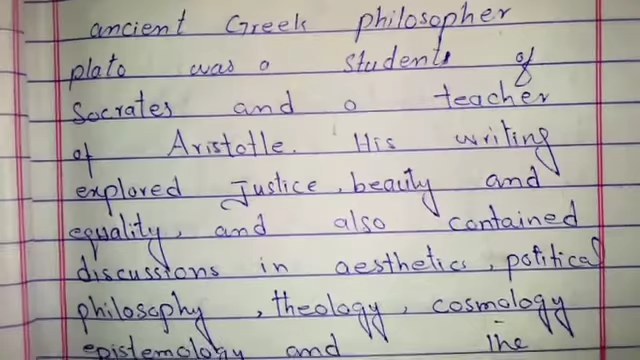 ancient Greek philosopher
plato was a students of
Socrates and a teacher
of Aristotle. His writing
explored justice, beauty and
equality, and also contained
discussions in aesthetics, political
philosophy, theology, cosmology
epistemology and The